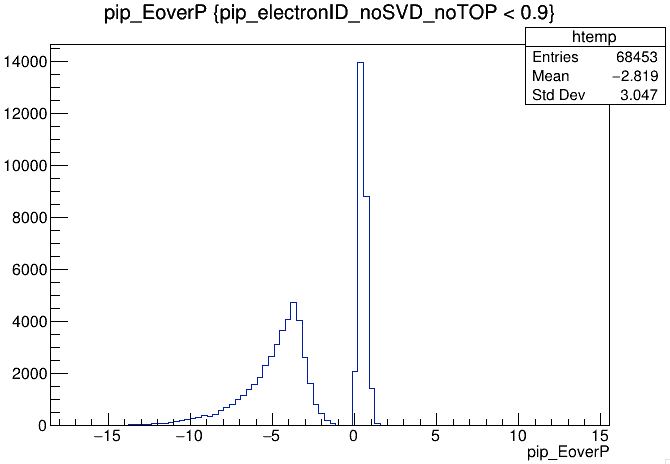 pip_EoverP {pip_electronID_noSVD_noTOP < 0.9}
htemp
Entries 68453
Mean −2.819
Std Dev 3.047
14000
12000
10000
8000
6000
4000
2000
0
−15 −10 −5 0 5 10 15
pip_EoverP